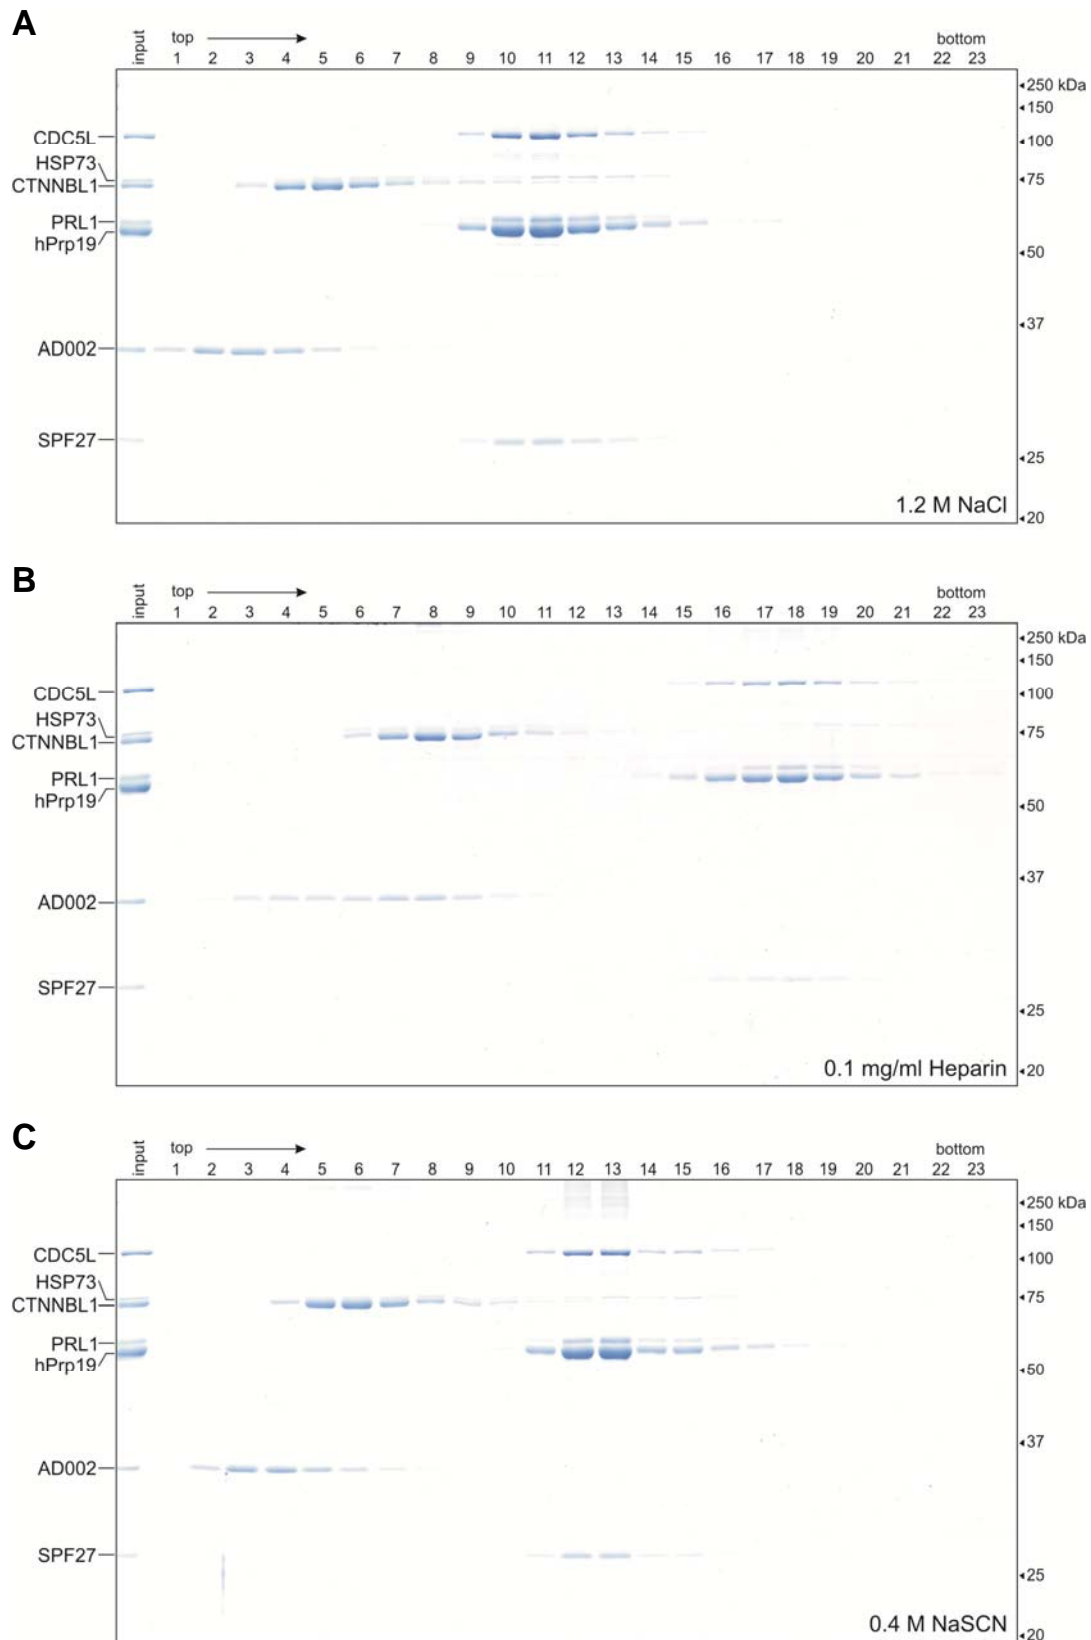 A
input top 1 2 3 4 5 6 7 8 9 10 11 12 13 14 15 16 17 18 19 20 21 22 23 bottom
CDC5L
HSP73
CTNNBL1
PRL1
hPrp19
AD002
SPF27
250 kDa
150
100
75
50
37
25
20
1.2 M NaCl
B
input top 1 2 3 4 5 6 7 8 9 10 11 12 13 14 15 16 17 18 19 20 21 22 23 bottom
CDC5L
HSP73
CTNNBL1
PRL1
hPrp19
AD002
SPF27
250 kDa
150
100
75
50
37
25
20
0.1 mg/ml Heparin
C
input top 1 2 3 4 5 6 7 8 9 10 11 12 13 14 15 16 17 18 19 20 21 22 23 bottom
CDC5L
HSP73
CTNNBL1
PRL1
hPrp19
AD002
SPF27
250 kDa
150
100
75
50
37
25
20
0.4 M NaSCN